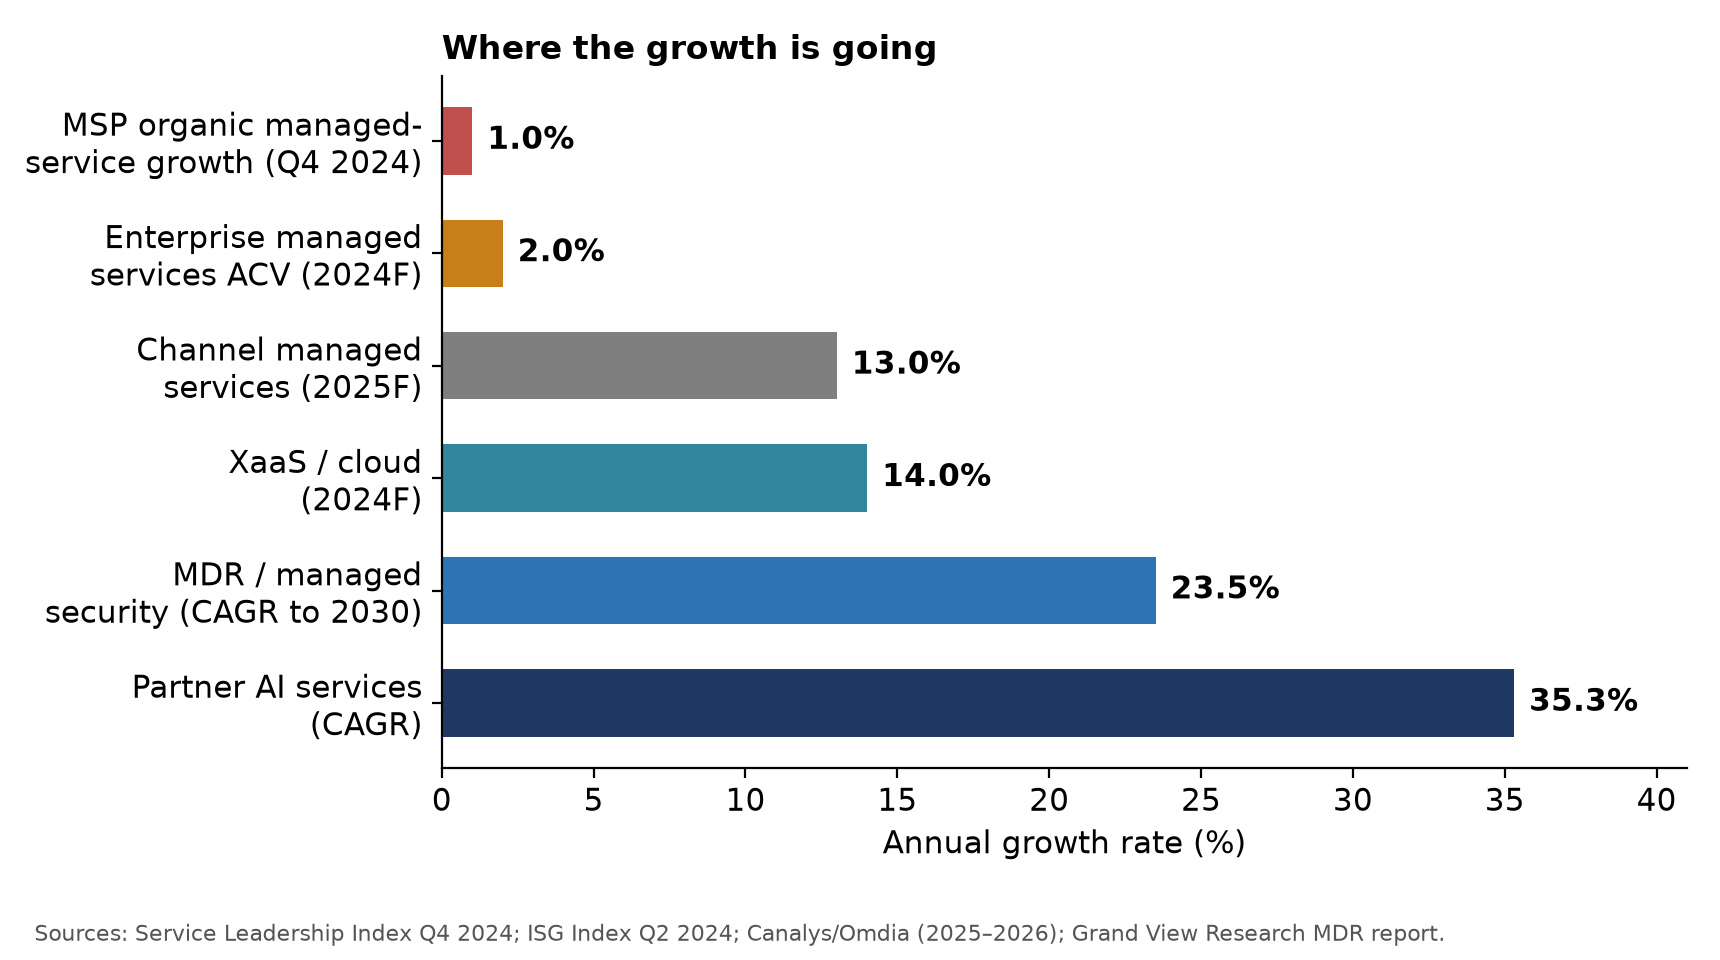 Where the growth is going
MSP organic managed-
service growth (Q4 2024)
1.0%
Enterprise managed
services ACV (2024F)
2.0%
Channel managed
services (2025F)
13.0%
XaaS / cloud
(2024F)
14.0%
MDR / managed
security (CAGR to 2030)
23.5%
Partner AI services
(CAGR)
35.3%
0 5 10 15 20 25 30 35 40
Annual growth rate (%)
Sources: Service Leadership Index Q4 2024; ISG Index Q2 2024; Canalys/Omdia (2025–2026); Grand View Research MDR report.